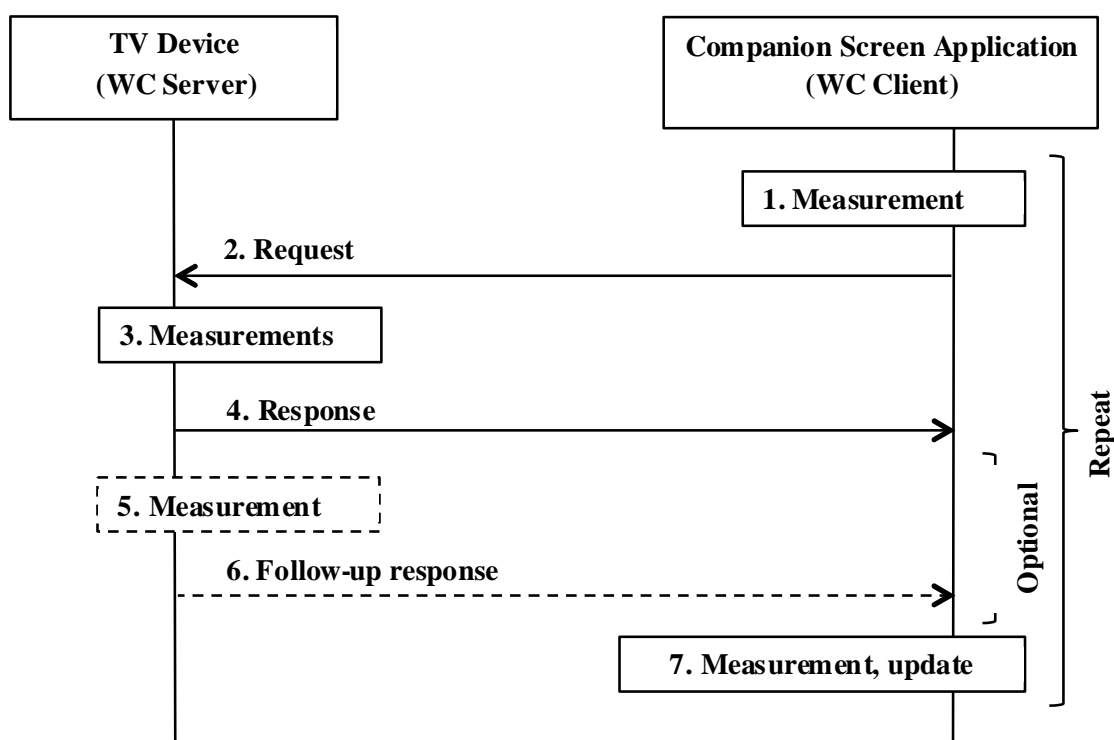 TV Device
(WC Server)
Companion Screen Application
(WC Client)
1. Measurement
2. Request
3. Measurements
4. Response
5. Measurement
6. Follow-up response
7. Measurement, update
Optional
Repeat